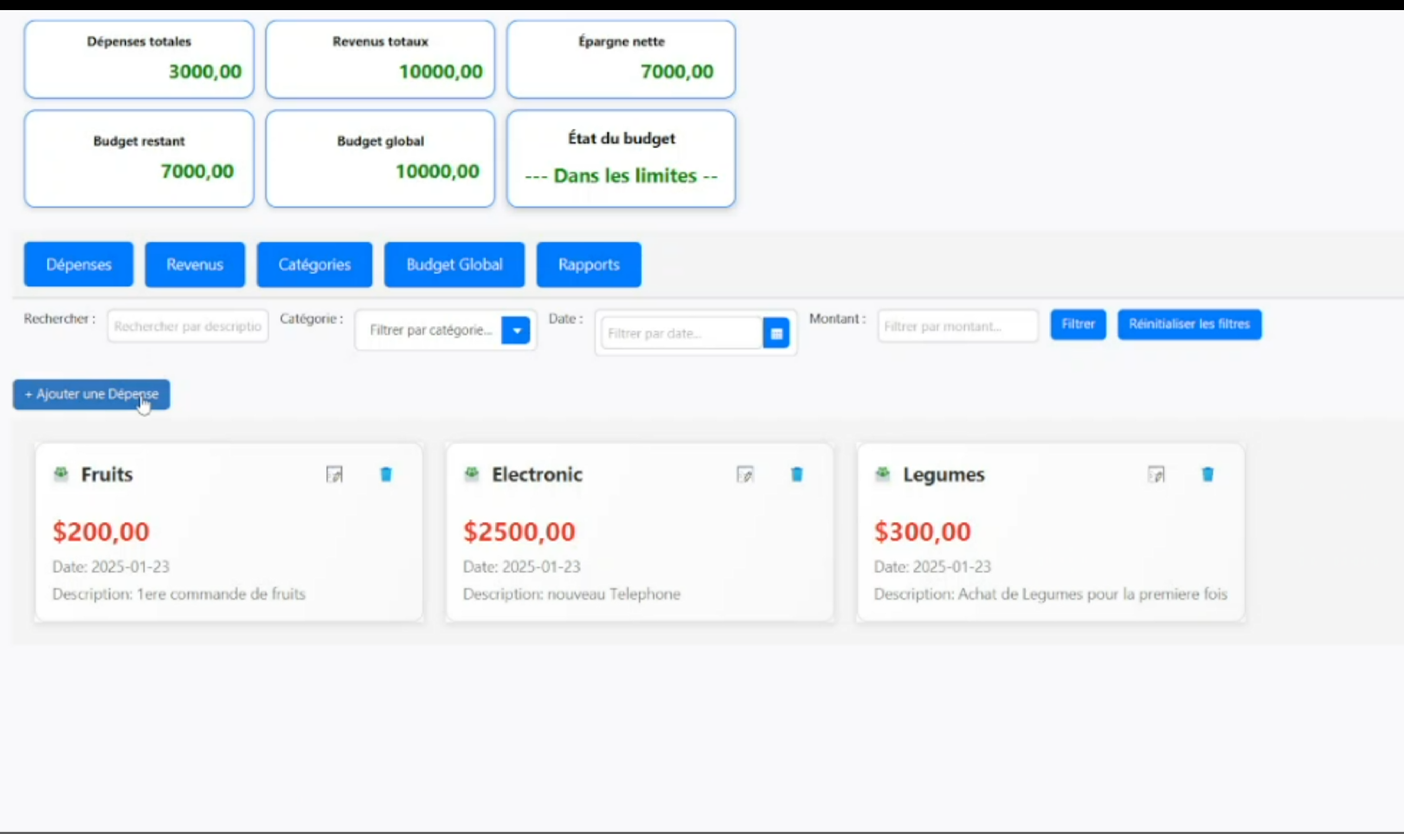 Dépenses totales
3000,00
Revenus totaux
10000,00
Épargne nette
7000,00
Budget restant
7000,00
Budget global
10000,00
État du budget
--- Dans les limites --
Dépenses
Revenus
Catégories
Budget Global
Rapports
Rechercher :
Rechercher par descriptio
Catégorie :
Filtrer par catégorie...
Date :
Filtrer par date...
Montant :
Filtrer par montant...
Filtrer
Réinitialiser les filtres
+ Ajouter une Dépense
Fruits
$200,00
Date: 2025-01-23
Description: 1ere commande de fruits
Electronic
$2500,00
Date: 2025-01-23
Description: nouveau Telephone
Legumes
$300,00
Date: 2025-01-23
Description: Achat de Legumes pour la premiere fois